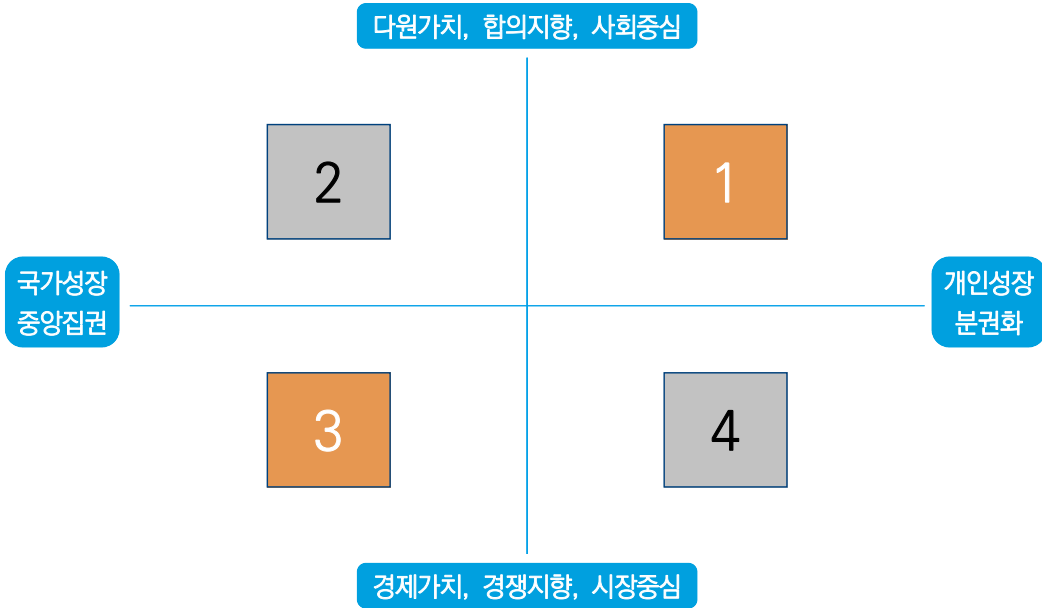 다원가치, 합의지향, 사회중심
2
1
국가성장
중앙집권
개인성장
분권화
3
4
경제가치, 경쟁지향, 시장중심